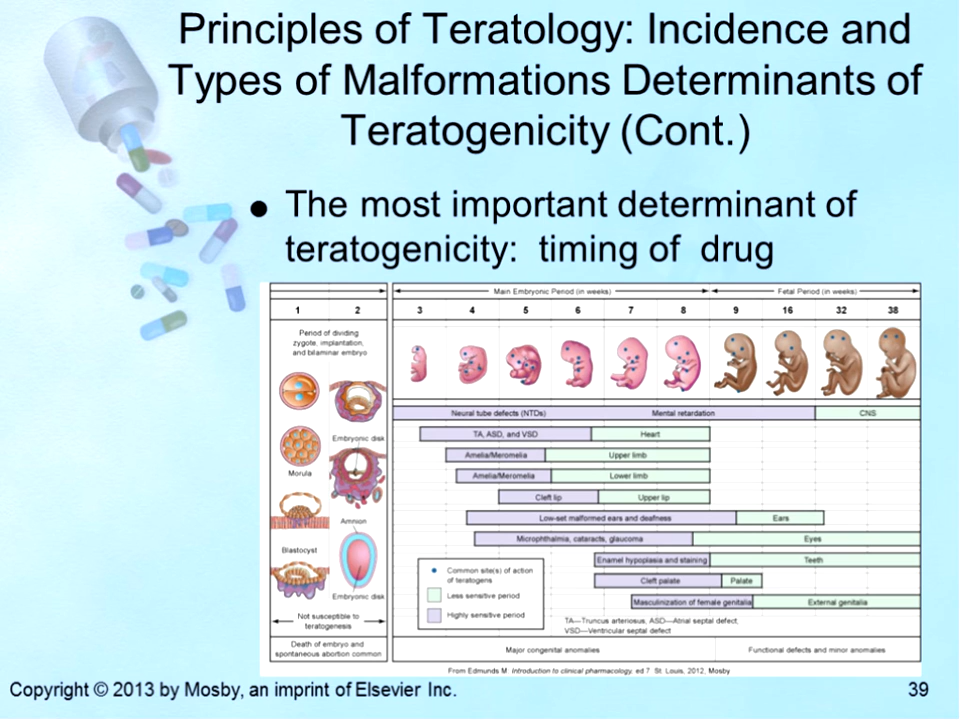 Principles of Teratology: Incidence and
Types of Malformations Determinants of
Teratogenicity (Cont.)
● The most important determinant of
teratogenicity: timing of drug
Main Embryonic Period (in weeks)
Fetal Period (in weeks)
1 2 3 4 5 6 7 8 9 16 32 38
Period of dividing
zygote, implantation,
and bilaminar embryo
Embryonic disk
Morula
Amnion
Blastocyst
Embryonic disk
Not susceptible to
teratogenesis
Death of embryo and
spontaneous abortion common
Neural tube defects (NTDs) Mental retardation CNS
TA, ASD, and VSD Heart
Amelia/Meromelia Upper limb
Amelia/Meromelia Lower limb
Cleft lip Upper lip
Low-set malformed ears and deafness Ears
Microphthalmia, cataracts, glaucoma Eyes
Enamel hypoplasia and staining Teeth
Cleft palate Palate
Masculinization of female genitalia External genitalia
Common site(s) of action
of teratogens
Less sensitive period
Highly sensitive period
TA—Truncus arteriosus, ASD—Atrial septal defect,
VSD—Ventricular septal defect
Major congenital anomalies
Functional defects and minor anomalies
From Edmunds M: Introduction to clinical pharmacology, ed 7 St. Louis, 2012, Mosby
Copyright © 2013 by Mosby, an imprint of Elsevier Inc.
39